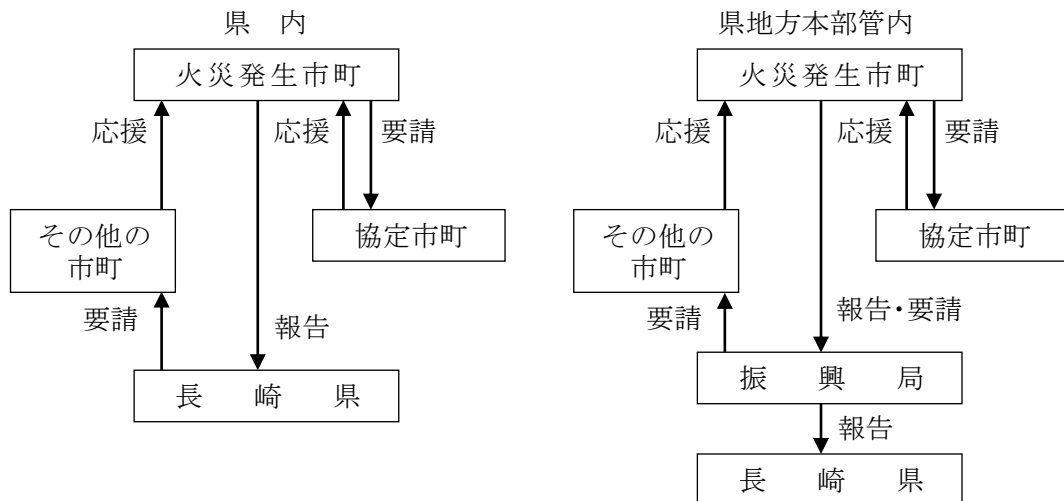 県　内
火災発生市町
応援
応援
要請
その他の
市町
協定市町
要請
報告
長　崎　県
県地方本部管内
火災発生市町
応援
応援
要請
その他の
市町
協定市町
要請
報告・要請
振　興　局
報告
長　崎　県